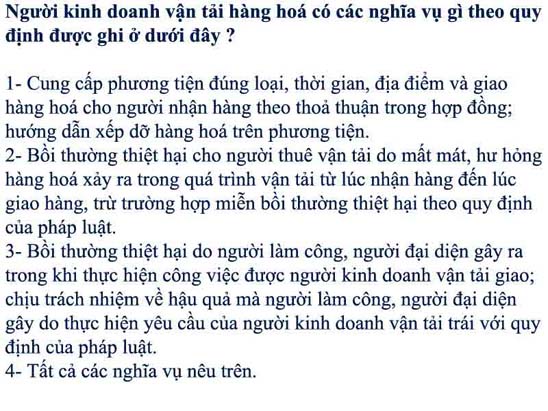 Người kinh doanh vận tải hàng hoá có các nghĩa vụ gì theo quy
định được ghi ở dưới đây ?
1- Cung cấp phương tiện đúng loại, thời gian, địa điểm và giao
hàng hoá cho người nhận hàng theo thoả thuận trong hợp đồng;
hướng dẫn xếp dỡ hàng hoá trên phương tiện.
2- Bồi thường thiệt hại cho người thuê vận tải do mất mát, hư hỏng
hàng hoá xảy ra trong quá trình vận tải từ lúc nhận hàng đến lúc
giao hàng, trừ trường hợp miễn bồi thường thiệt hại theo quy định
của pháp luật.
3- Bồi thường thiệt hại do người làm công, người đại diện gây ra
trong khi thực hiện công việc được người kinh doanh vận tải giao;
chịu trách nhiệm về hậu quả mà người làm công, người đại diện
gây do thực hiện yêu cầu của người kinh doanh vận tải trái với quy
định của pháp luật.
4- Tất cả các nghĩa vụ nêu trên.